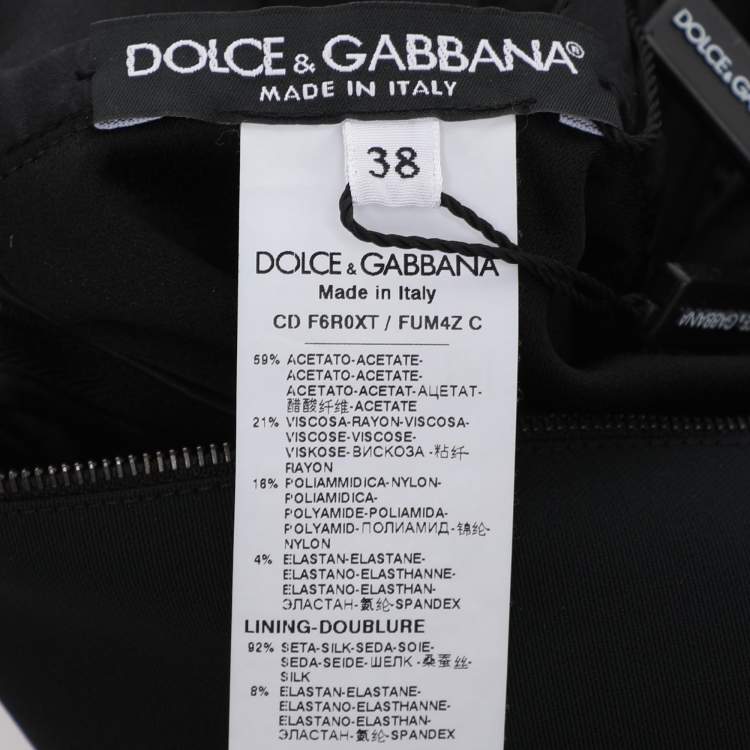 DOLCE & GABBANA®
MADE IN ITALY
DOLCE & G
38
DOLCE & GABBANA
Made in Italy
CD F6R0XT / FUM4Z C
GABBANA
59% ACETATO-ACETATE-
ACETATO-ACETATE-
ACETATO-ACETAT-АЦЕТАТ-
醋酸纤维-ACETATE
21% VISCOSA-RAYON-VISCOSA-
VISCOSE-VISCOSE-
VISKOSE-ВИСКОЗА -粘纤-
RAYON
16% POLIAMMIDICA-NYLON-
POLIAMIDICA-
POLYAMIDE-POLIAMIDA-
POLYAMID-ПОЛИАМИД-锦纶-
NYLON
4% ELASTAN-ELASTANE-
ELASTANO-ELASTHANNE-
ELASTANO-ELASTHAN-
ЭЛАСТАН-氨纶-SPANDEX
LINING-DOUBLURE
92% SETA-SILK-SEDA-SOIE-
SEDA-SEIDE-ШЕЛК -桑蚕丝-
SILK
8% ELASTAN-ELASTANE-
ELASTANO-ELASTHANNE-
ELASTANO-ELASTHAN-
ЭЛАСТАН-氨纶-SPANDEX